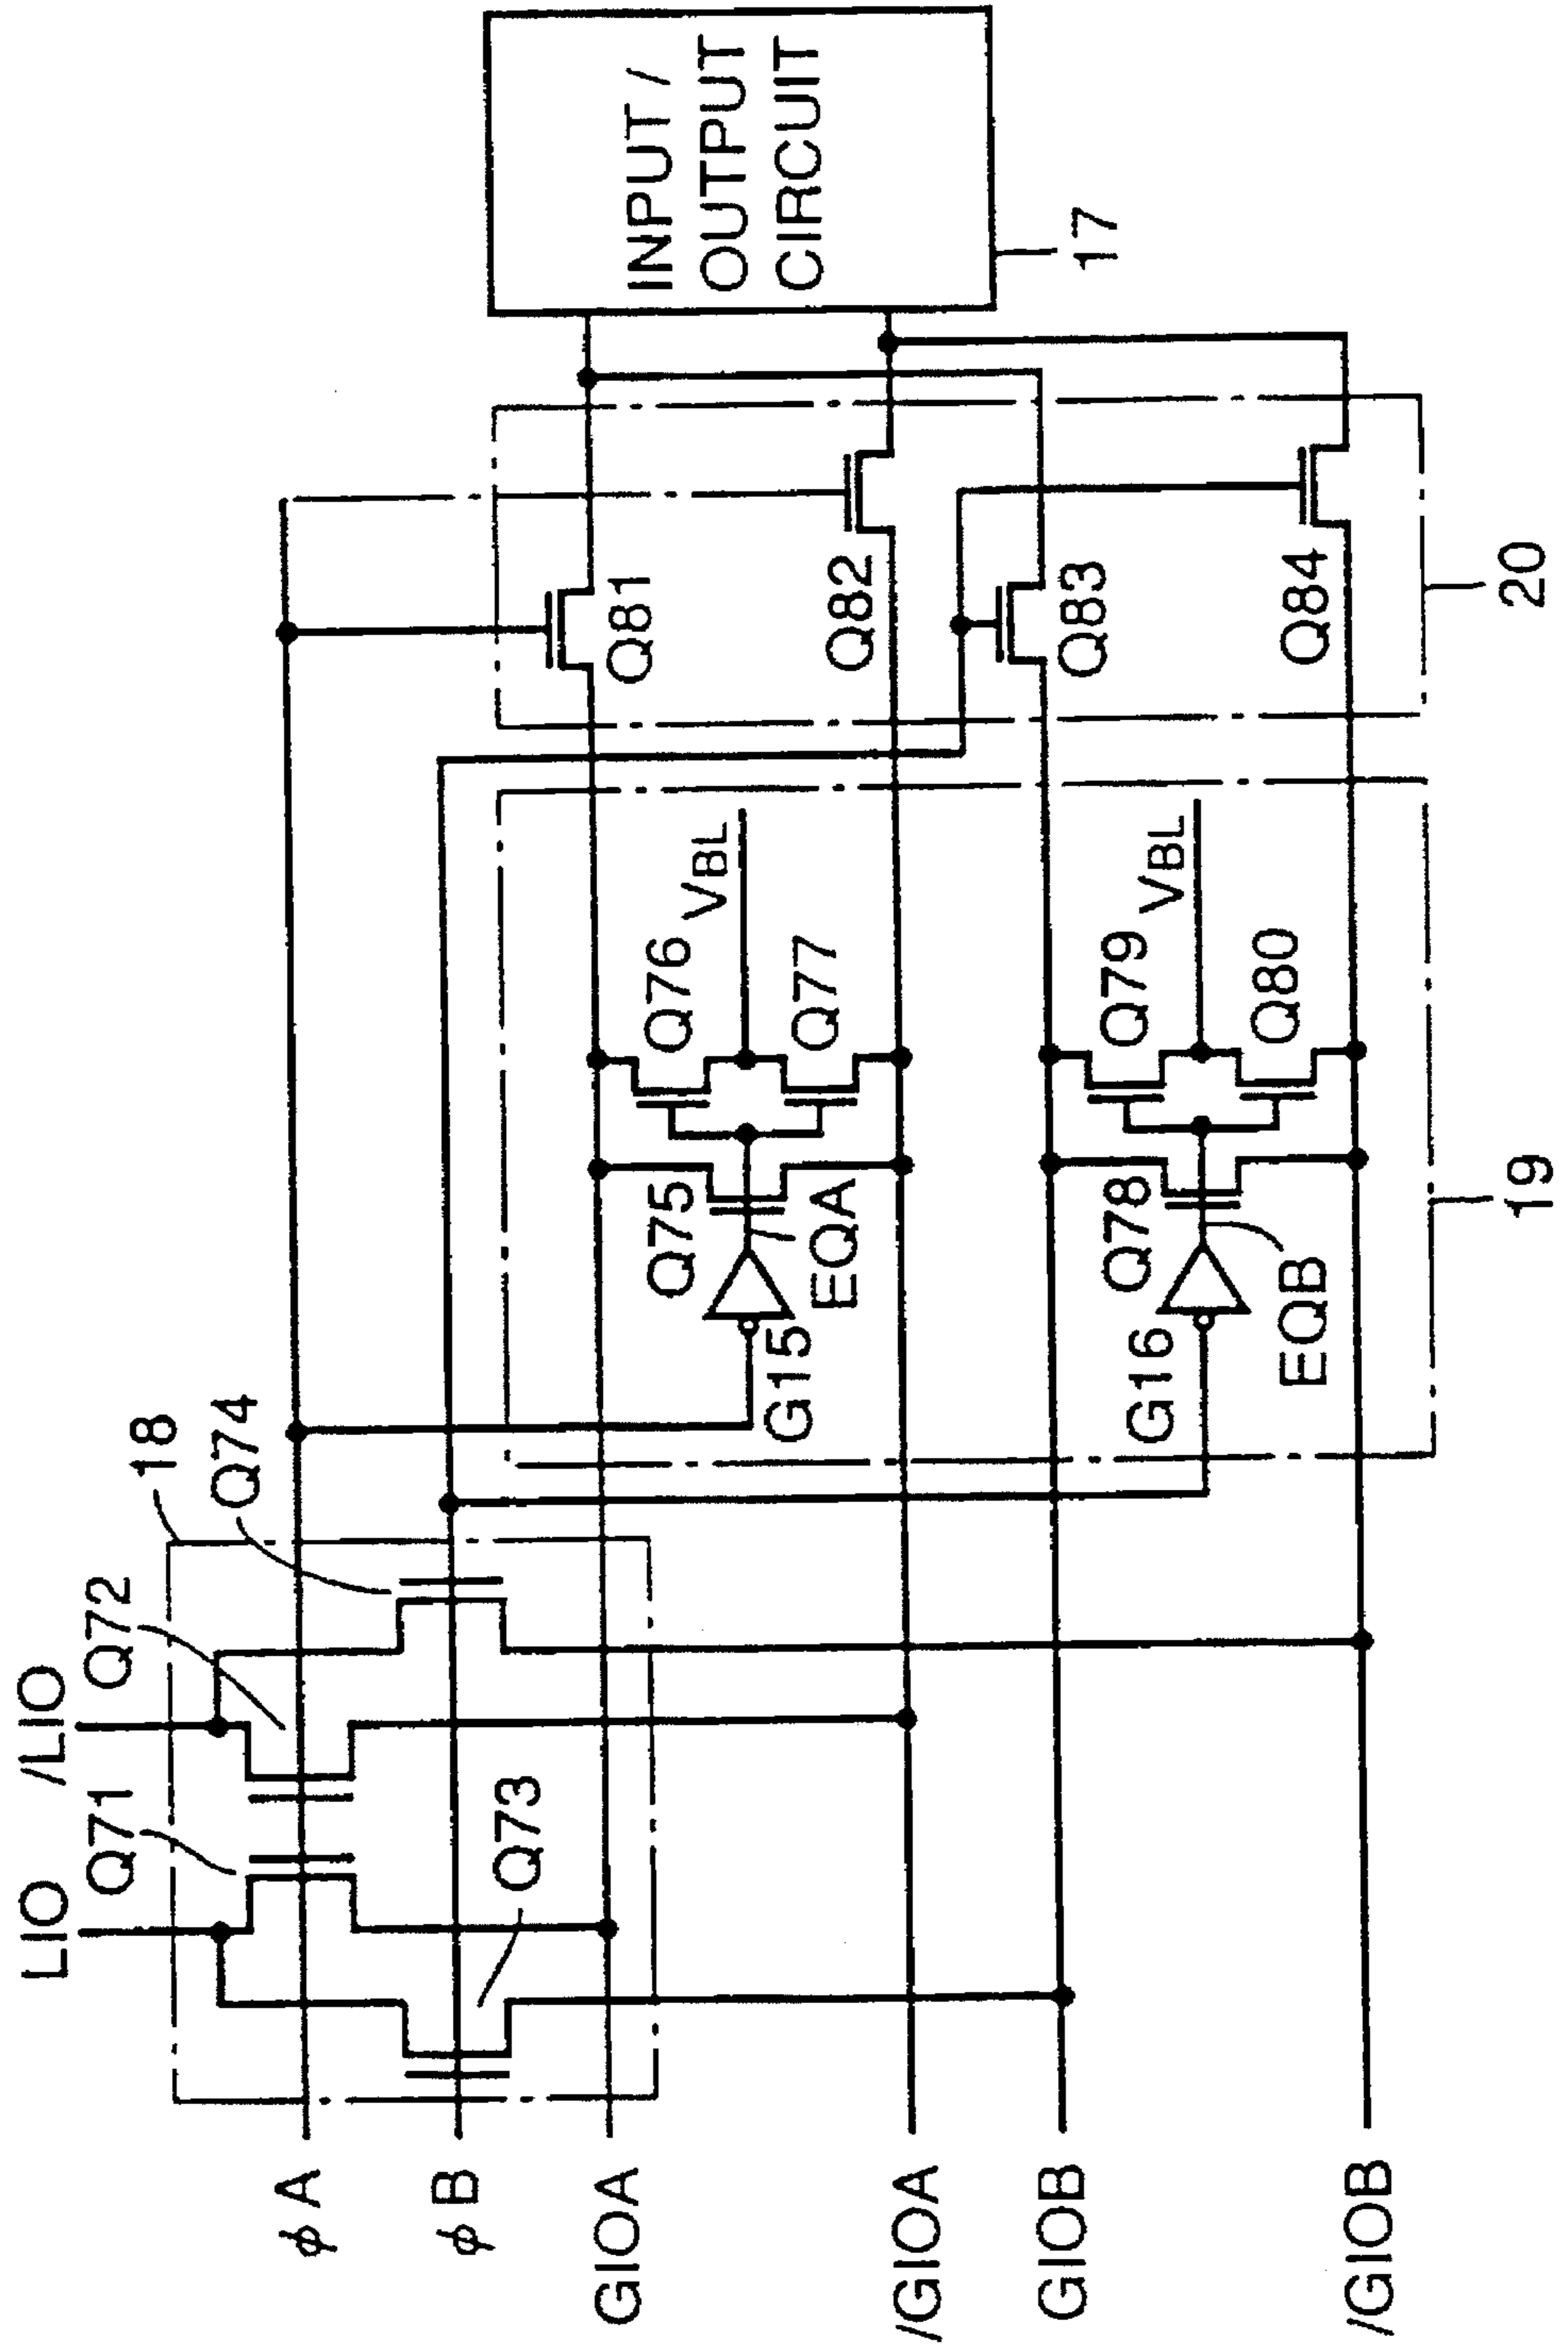 LIO
/LIO
Q71
Q72
18
Q74
Q73
φA
φB
GIOA
/GIOA
GIOB
/GIOB
G15
EQA
Q75
Q76
Q77
VBL
G16
EQB
Q78
Q79
Q80
VBL
19
Q81
Q82
Q83
Q84
20
INPUT /
OUTPUT
CIRCUIT
17